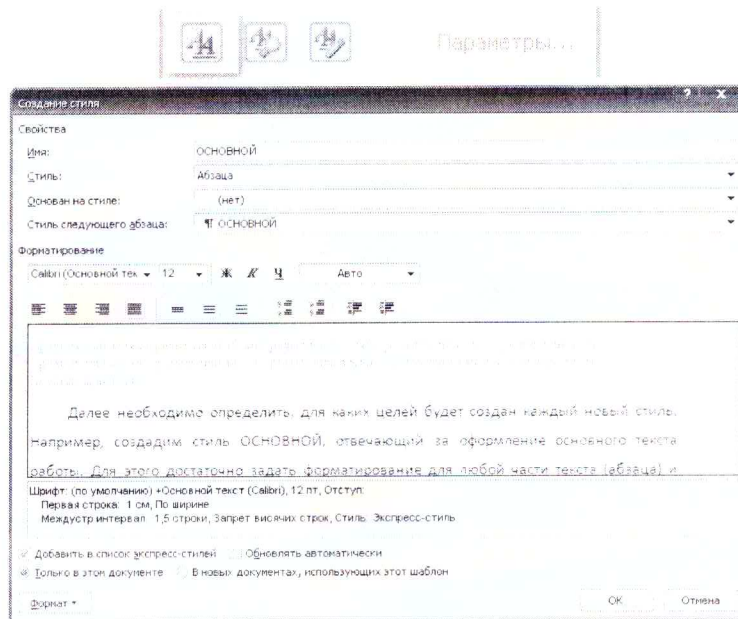 Параметры...
Создание стиля
Свойства
Имя: ОСНОВНОЙ
Стиль: Абзаца
Основан на стиле: (нет)
Стиль следующего абзаца: ¶ ОСНОВНОЙ
Форматирование
Calibri (Основной тек 12 Ж К Ч Авто
Далее необходимо определить, для каких целей будет создан каждый новый стиль.
Например, создадим стиль ОСНОВНОЙ, отвечающий за оформление основного текста
работы. Для этого достаточно задать форматирование для любой части текста (абзаца) и
Шрифт: (по умолчанию) +Основной текст (Calibri), 12 пт, Отступ:
Первая строка: 1 см, По ширине
Междустр.интервал: 1,5 строки, Запрет висячих строк, Стиль: Экспресс-стиль
Добавить в список экспресс-стилей Обновлять автоматически
Только в этом документе В новых документах, использующих этот шаблон
Формат OK Отмена